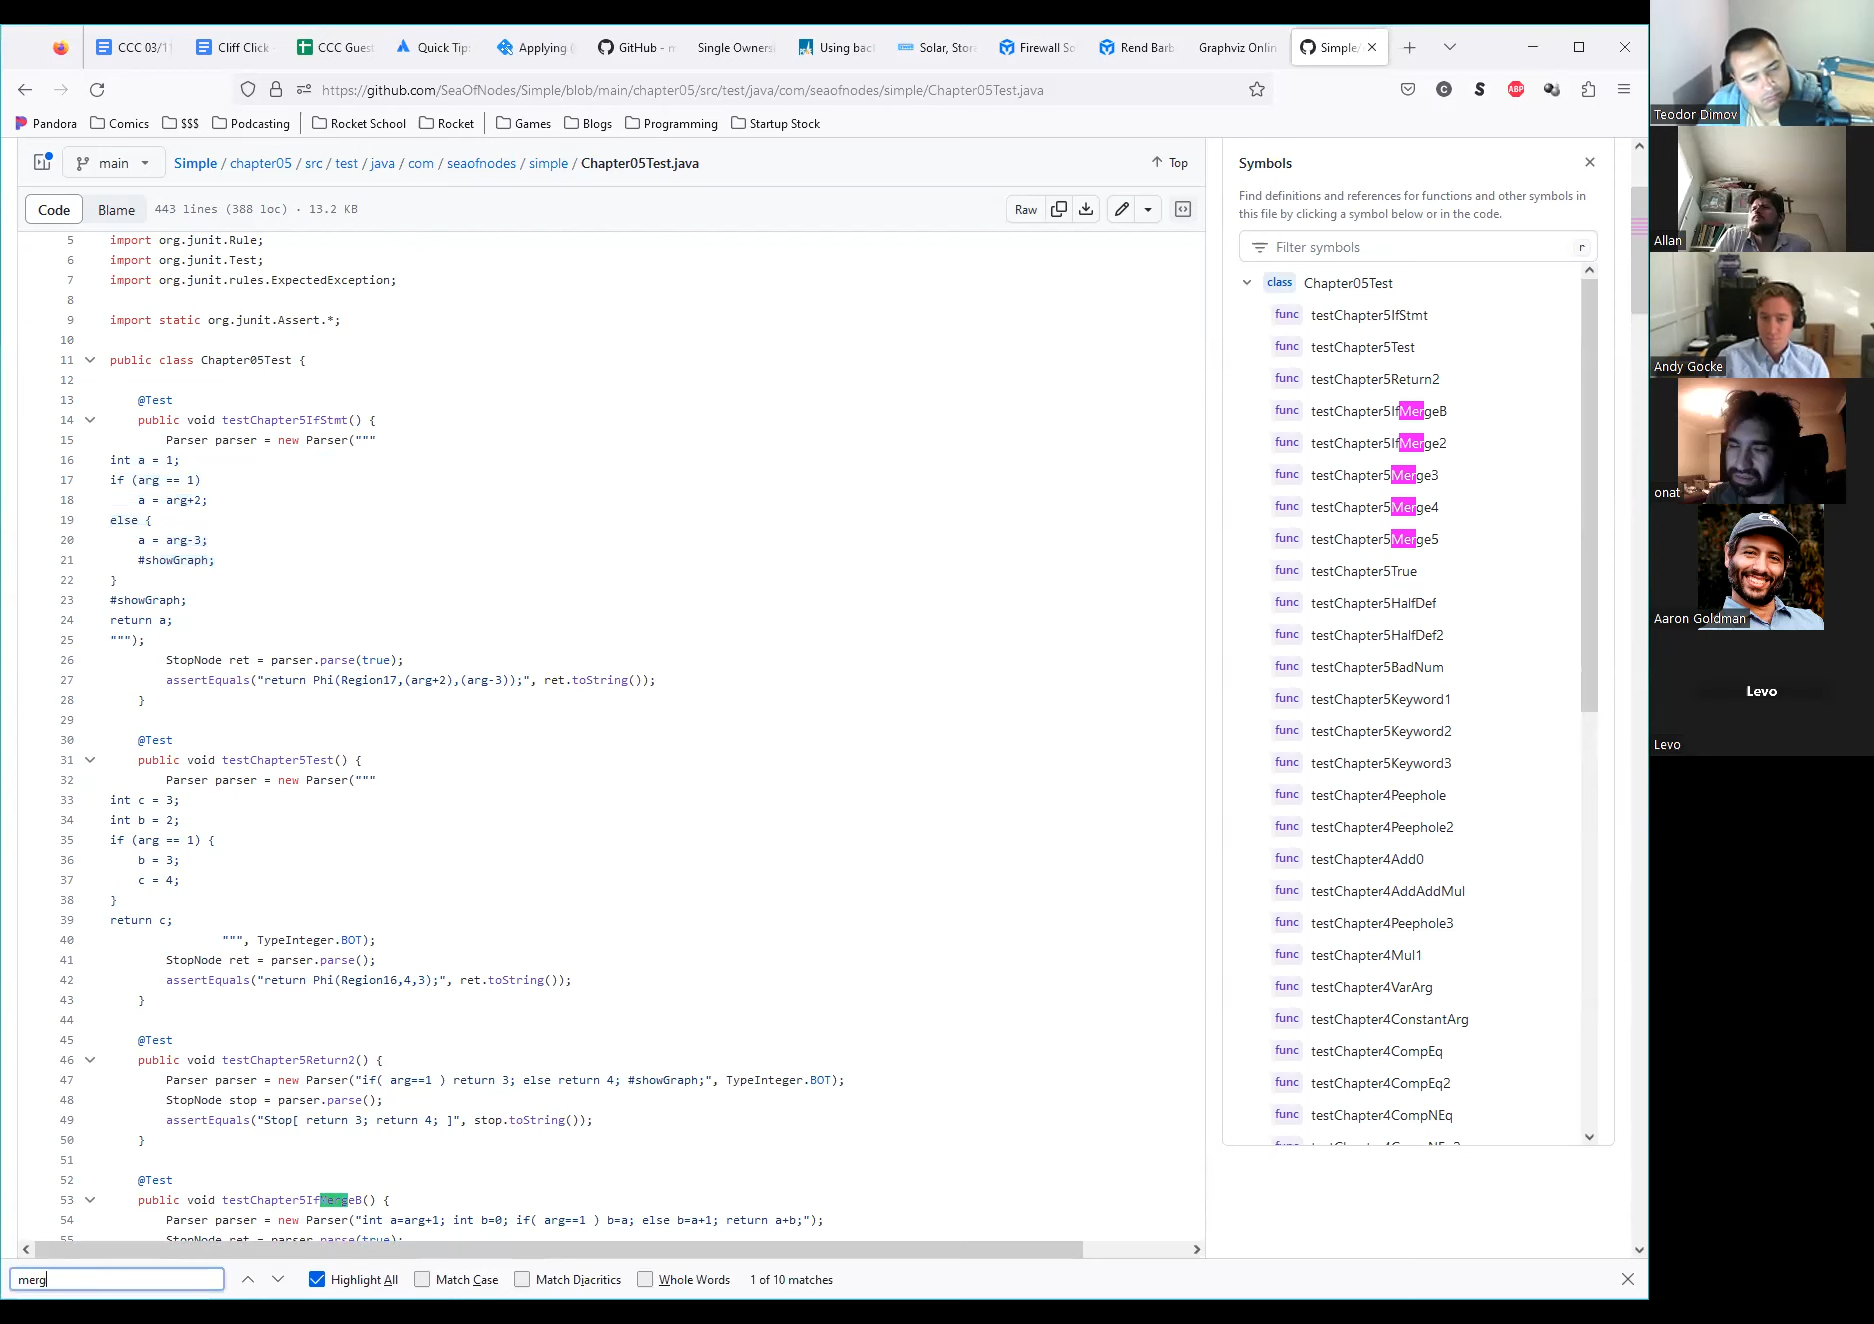 CCC 03/11
Cliff Click
CCC Guest
Quick Tip
Applying
GitHub - m
Single Owners
Using bac
Solar, Stor
Firewall So
Rend Barb
Graphviz Onlin
Simple/
https://github.com/SeaOfNodes/Simple/blob/main/chapter05/src/test/java/com/seaofnodes/simple/Chapter05Test.java
Pandora
Comics
$$$
Podcasting
Rocket School
Rocket
Games
Blogs
Programming
Startup Stock
main
Simple / chapter05 / src / test / java / com / seaofnodes / simple / Chapter05Test.java
Top
Code
Blame
443 lines (388 loc) · 13.2 KB
Raw
5 import org.junit.Rule;
6 import org.junit.Test;
7 import org.junit.rules.ExpectedException;
8
9 import static org.junit.Assert.*;
10
11 public class Chapter05Test {
12
13 @Test
14 public void testChapter5IfStmt() {
15 Parser parser = new Parser("""
16 int a = 1;
17 if (arg == 1)
18 a = arg+2;
19 else {
20 a = arg-3;
21 #showGraph;
22 }
23 #showGraph;
24 return a;
25 """);
26 StopNode ret = parser.parse(true);
27 assertEquals("return Phi(Region17,(arg+2),(arg-3));", ret.toString());
28 }
29
30 @Test
31 public void testChapter5Test() {
32 Parser parser = new Parser("""
33 int c = 3;
34 int b = 2;
35 if (arg == 1) {
36 b = 3;
37 c = 4;
38 }
39 return c;
40 """, TypeInteger.BOT);
41 StopNode ret = parser.parse();
42 assertEquals("return Phi(Region16,4,3);", ret.toString());
43 }
44
45 @Test
46 public void testChapter5Return2() {
47 Parser parser = new Parser("if( arg==1 ) return 3; else return 4; #showGraph;", TypeInteger.BOT);
48 StopNode stop = parser.parse();
49 assertEquals("Stop[ return 3; return 4; ]", stop.toString());
50 }
51
52 @Test
53 public void testChapter5IfMergeB() {
54 Parser parser = new Parser("int a=arg+1; int b=0; if( arg==1 ) b=a; else b=a+1; return a+b;");
55 StopNode ret = parser.parse(true);
Symbols
Find definitions and references for functions and other symbols in
this file by clicking a symbol below or in the code.
Filter symbols
r
class Chapter05Test
func testChapter5IfStmt
func testChapter5Test
func testChapter5Return2
func testChapter5IfMergeB
func testChapter5IfMerge2
func testChapter5Merge3
func testChapter5Merge4
func testChapter5Merge5
func testChapter5True
func testChapter5HalfDef
func testChapter5HalfDef2
func testChapter5BadNum
func testChapter5Keyword1
func testChapter5Keyword2
func testChapter5Keyword3
func testChapter4Peephole
func testChapter4Peephole2
func testChapter4Add0
func testChapter4AddAddMul
func testChapter4Peephole3
func testChapter4Mul1
func testChapter4VarArg
func testChapter4ConstantArg
func testChapter4CompEq
func testChapter4CompEq2
func testChapter4CompNEq
merg
Highlight All
Match Case
Match Diacritics
Whole Words
1 of 10 matches
Teodor Dimov
Allan
Andy Gocke
onat
Aaron Goldman
Levo
Levo